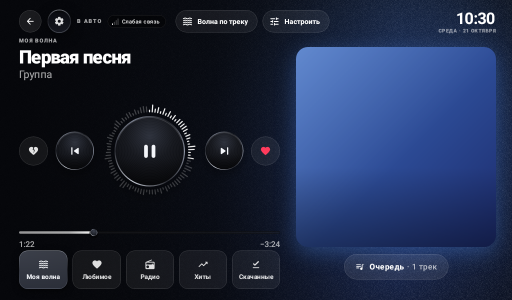 В АВТО
Слабая связь
Волна по треку
Настроить
10:30
СРЕДА · 21 ОКТЯБРЯ
МОЯ ВОЛНА
Первая песня
Группа
1:22
−3:24
Моя волна
Любимое
Радио
Хиты
Скачанные
Очередь · 1 трек